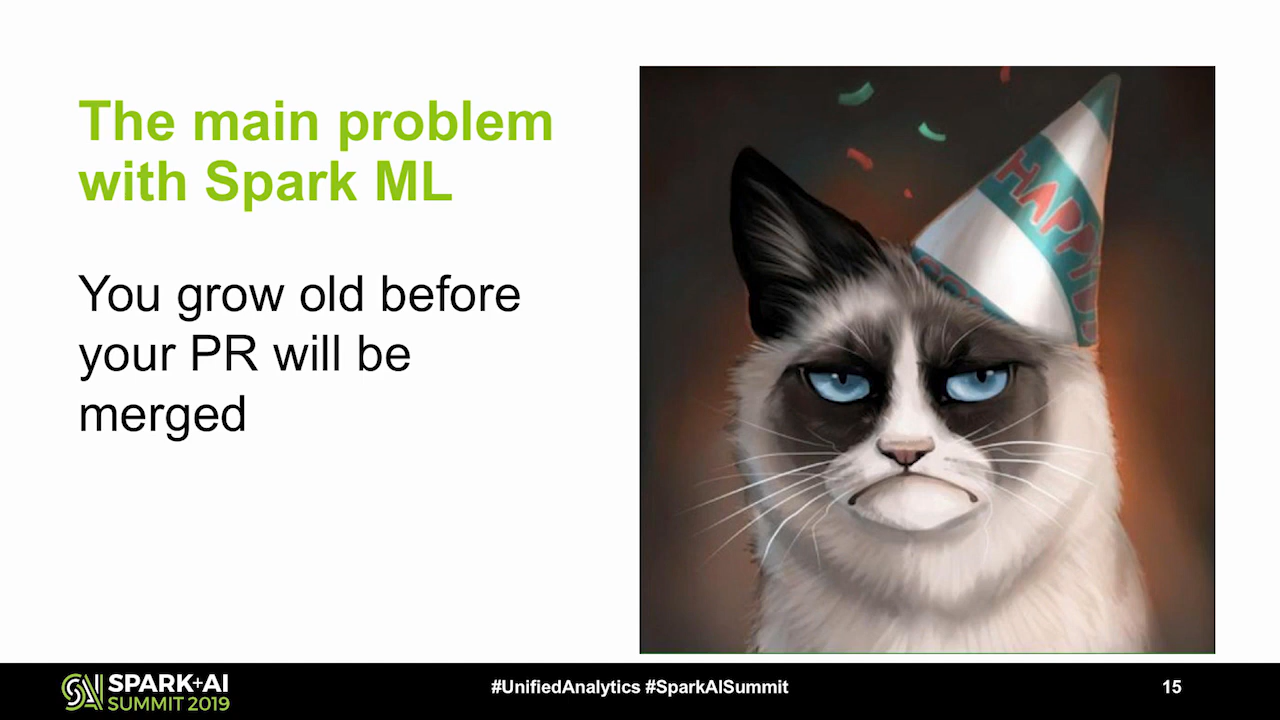 The main problem
with Spark ML
You grow old before
your PR will be
merged
HAPPY
SPARK+AI
SUMMIT 2019
#UnifiedAnalytics #SparkAISummit
15